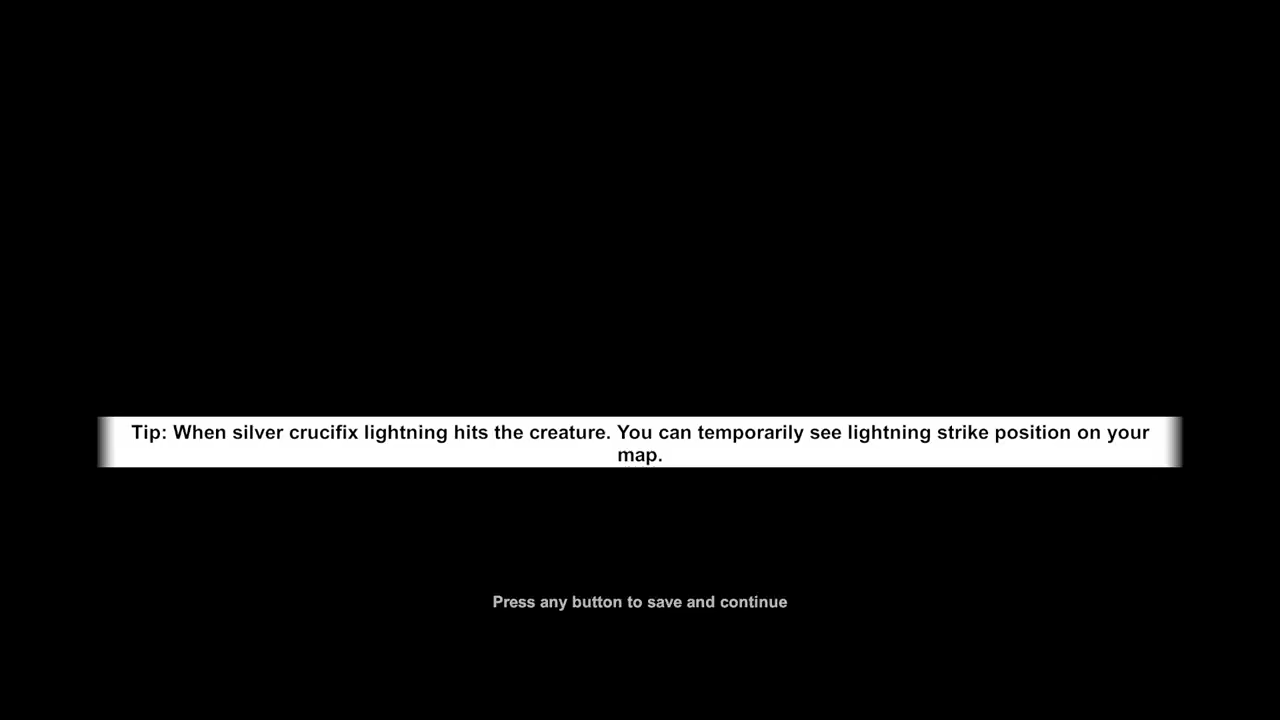 Tip: When silver crucifix lightning hits the creature. You can temporarily see lightning strike position on your
map.
Press any button to save and continue